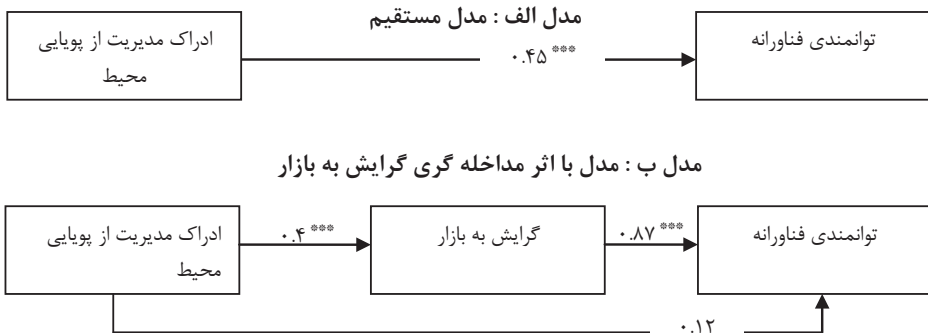 مدل الف : مدل مستقیم
ادراک مدیریت از پویایی
محیط
۰.۴۵ ***
توانمندی فناورانه
مدل ب : مدل با اثر مداخله گری گرایش به بازار
ادراک مدیریت از پویایی
محیط
۰.۴ ***
گرایش به بازار
۰.۸۷ ***
توانمندی فناورانه
۰.۱۲